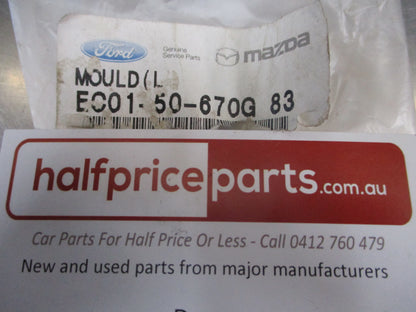 Ford
Genuine
Service Parts
mazda
MOULD(L
EC01-50-670G 83
halfpriceparts.com.au
Car Parts For Half Price Or Less - Call 0412 760 479
New and used parts from major manufacturers